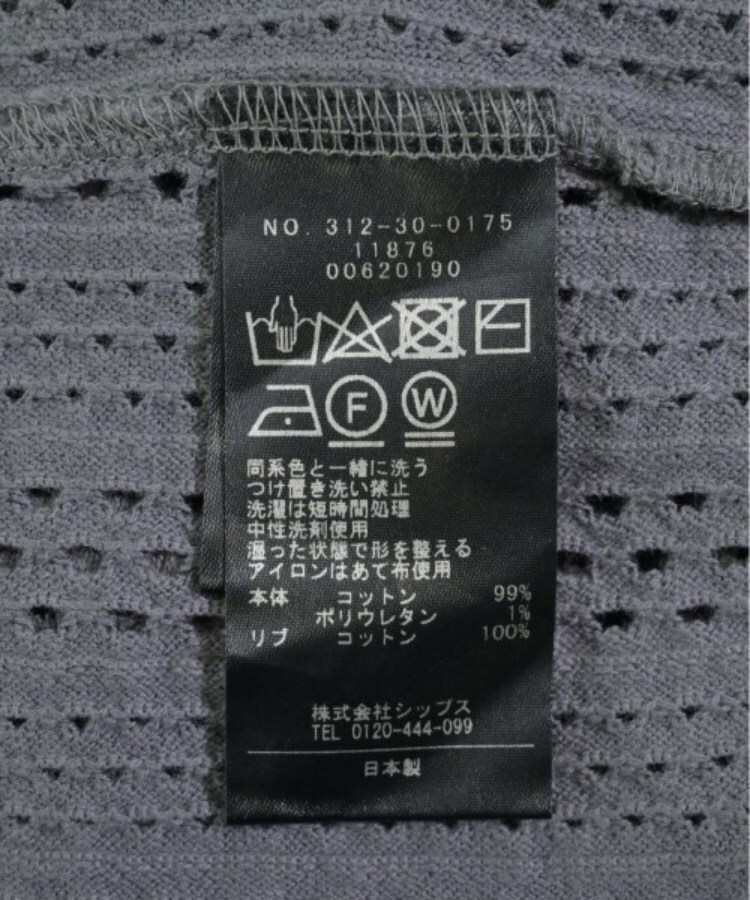 NO. 312-30-0175
11876
00620190
F W
同系色と一緒に洗う
つけ置き洗い禁止
洗濯は短時間処理
中性洗剤使用
湿った状態で形を整える
アイロンはあて布使用
本体 コットン 99%
ポリウレタン 1%
リブ コットン 100%
株式会社シップス
TEL 0120-444-099
日本製